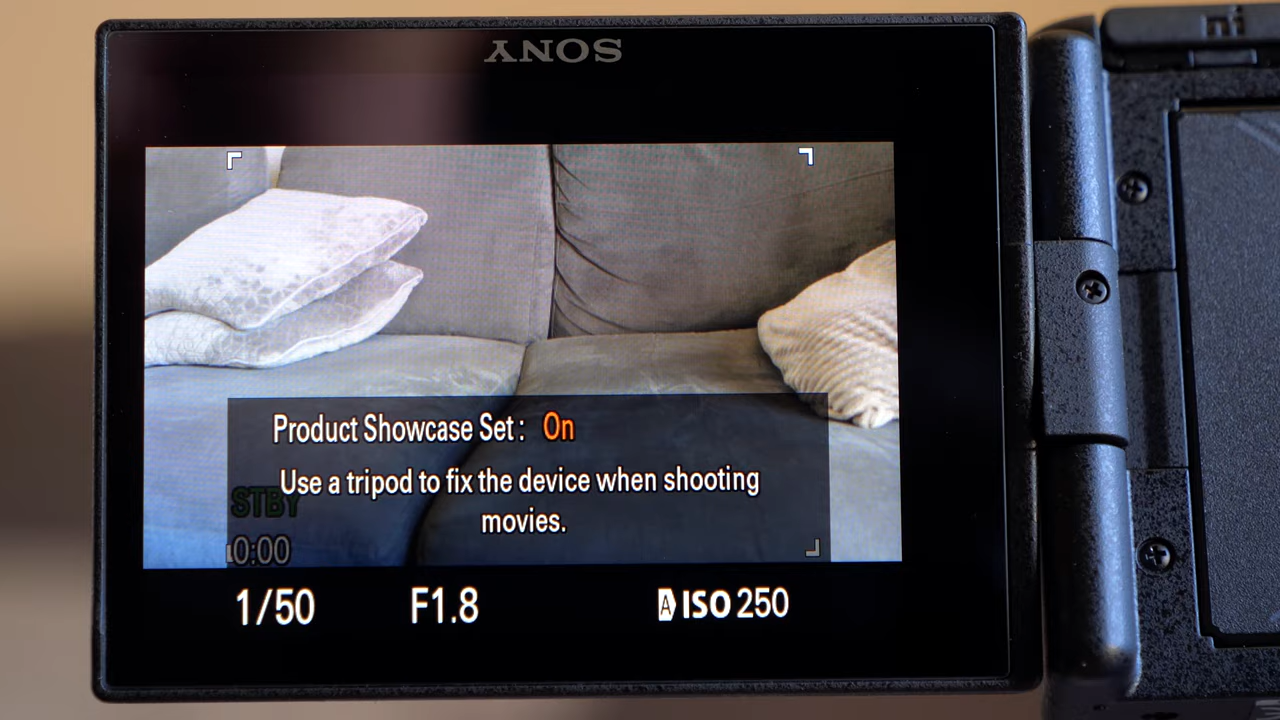 SONY
Product Showcase Set: On
Use a tripod to fix the device when shooting
movies.
STBY
0:00
1/50 F1.8 A ISO 250